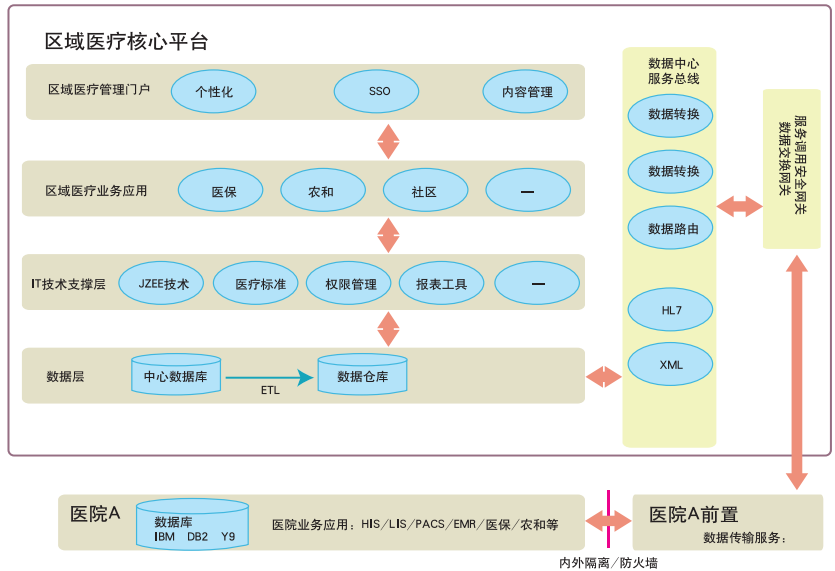 区域医疗核心平台
区域医疗管理门户
个性化
SSO
内容管理
区域医疗业务应用
医保
农和
社区
—
IT技术支撑层
JZEE技术
医疗标准
权限管理
报表工具
—
数据层
中心数据库
ETL
数据仓库
数据中心
服务总线
数据转换
数据转换
数据路由
HL7
XML
服务调用安全网关
数据交换网关
医院A
数据库
IBM DB2 Y9
医院业务应用：HIS/LIS/PACS/EMR/医保/农和等
内外隔离/防火墙
医院A前置
数据传输服务：